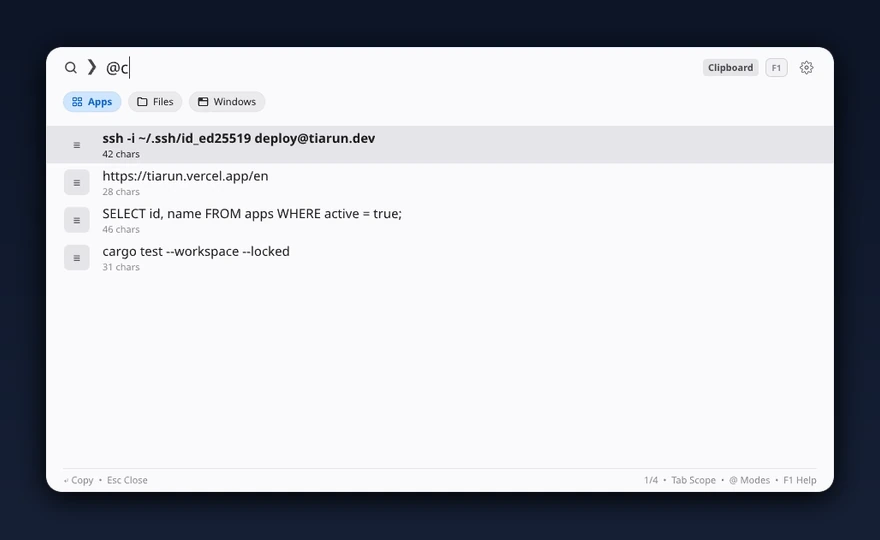 ❯ @c Clipboard F1
Apps Files Windows
ssh -i ~/.ssh/id_ed25519 deploy@tiarun.dev
42 chars
https://tiarun.vercel.app/en
28 chars
SELECT id, name FROM apps WHERE active = true;
46 chars
cargo test --workspace --locked
31 chars
↵ Copy • Esc Close 1/4 • Tab Scope • @ Modes • F1 Help